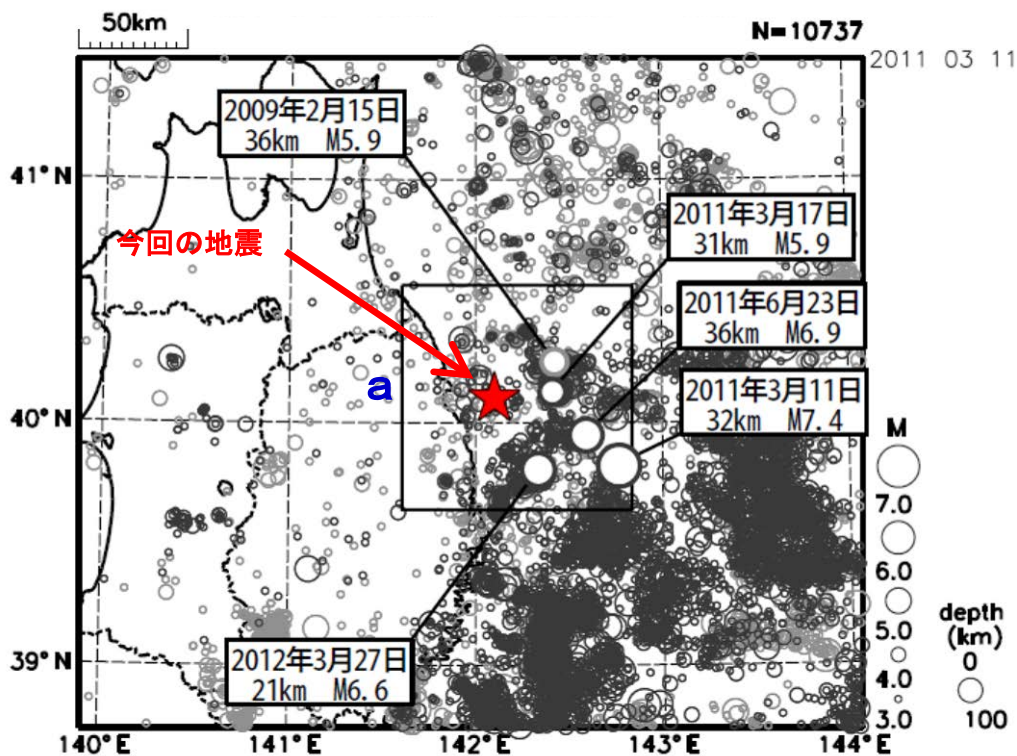 50km
N=10737
2011 03 11
2009年2月15日
36km M5.9
41°N
2011年3月17日
31km M5.9
今回の地震
2011年6月23日
36km M6.9
a
2011年3月11日
32km M7.4
40°N
M
7.0
6.0
5.0
4.0
3.0
depth
(km)
0
100
39°N
2012年3月27日
21km M6.6
140°E
141°E
142°E
143°E
144°E